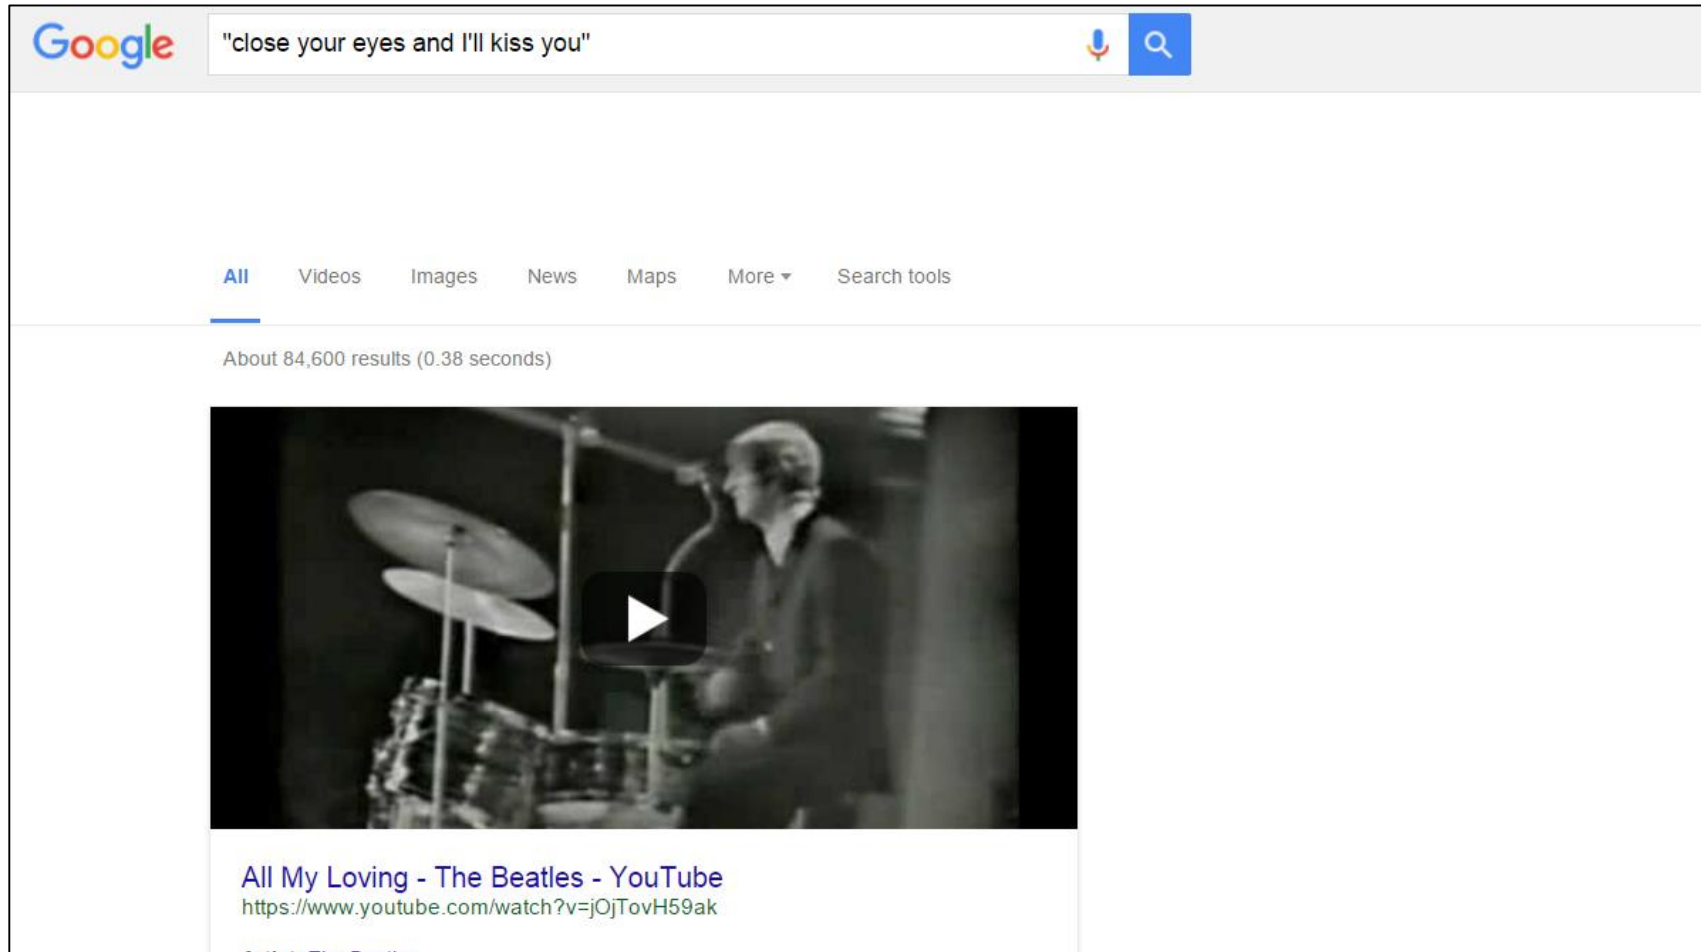 Google "close your eyes and I'll kiss you"
All Videos Images News Maps More Search tools
About 84,600 results (0.38 seconds)
All My Loving - The Beatles - YouTube
https://www.youtube.com/watch?v=jOjTovH59ak